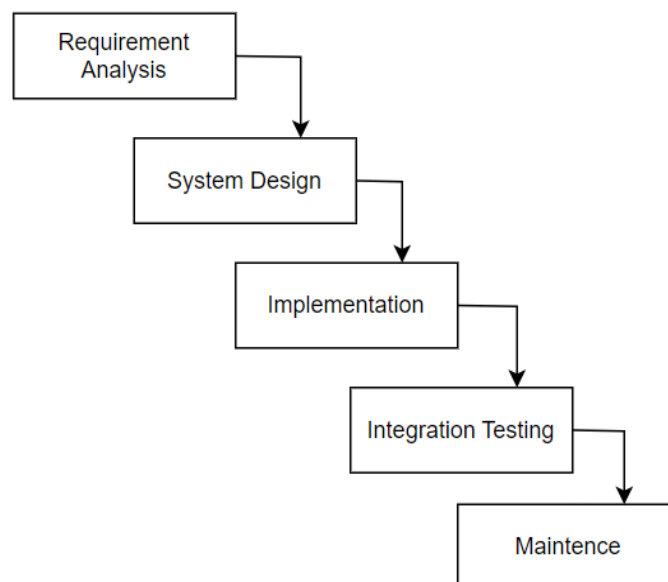 Requirement
Analysis
System Design
Implementation
Integration Testing
Maintence